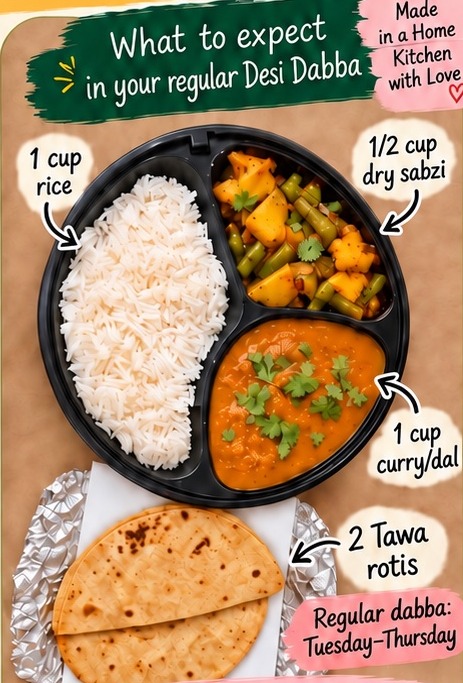 What to expect
in your regular Desi Dabba
Made
in a Home
Kitchen
with Love
1 cup
rice
1/2 cup
dry sabzi
1 cup
curry/dal
2 Tawa
rotis
Regular dabba:
Tuesday–Thursday